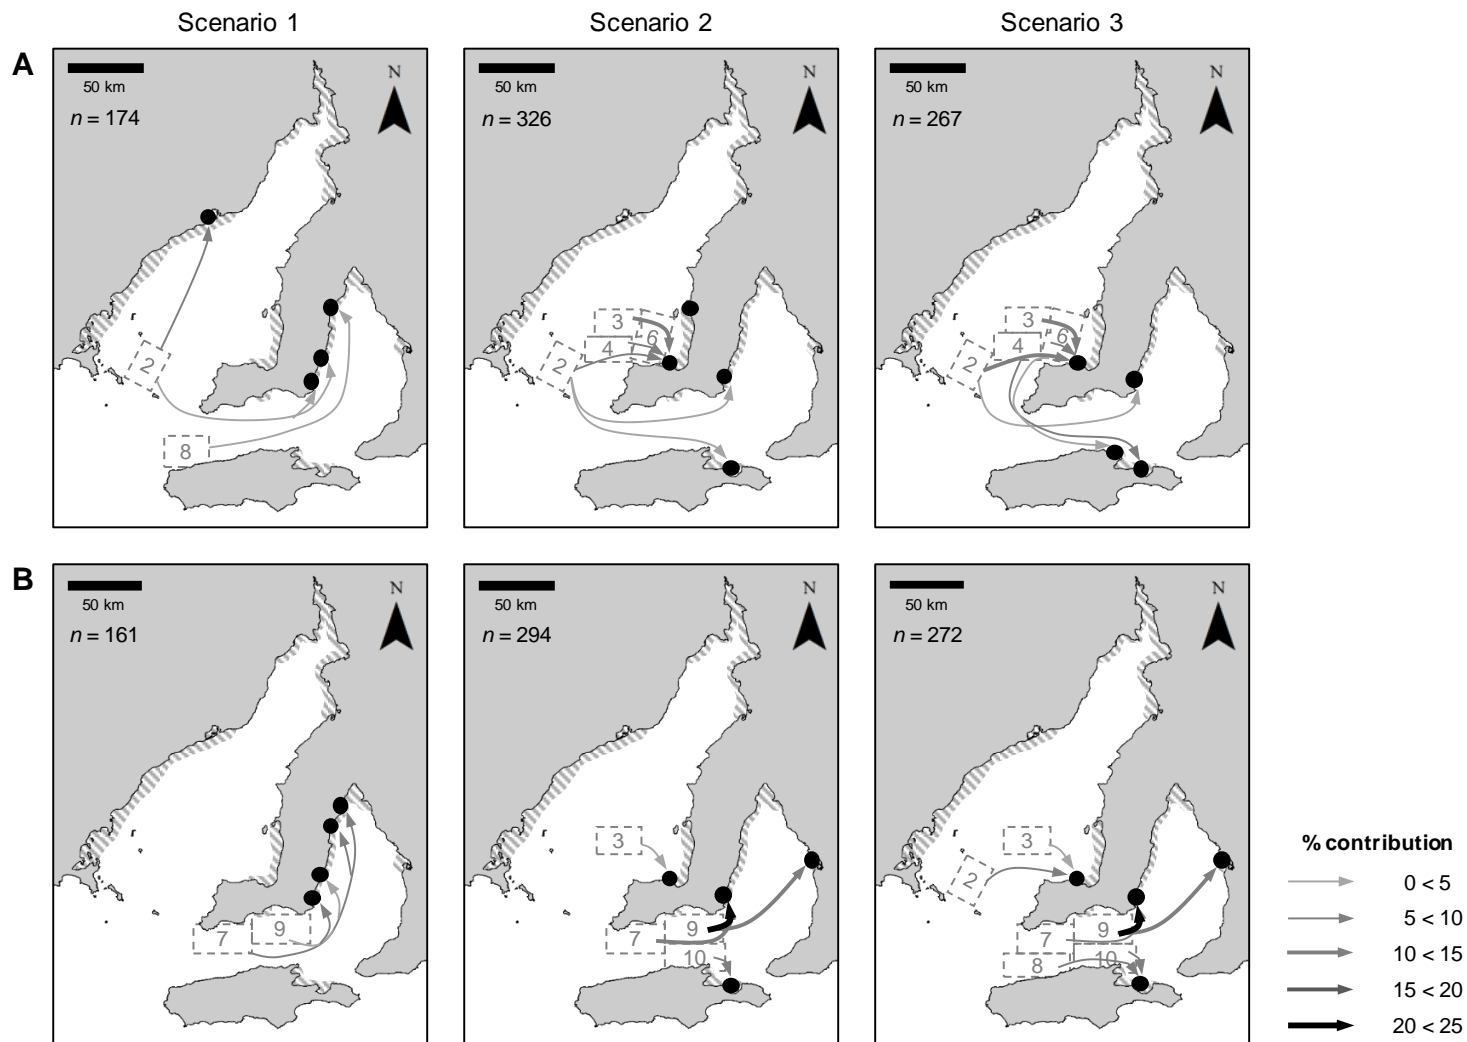 Scenario 1
Scenario 2
Scenario 3
A
50 km
n = 174
N
2
8
50 km
n = 326
N
3
4
6
2
50 km
n = 267
N
3
4
6
2
B
50 km
n = 161
N
7
9
50 km
n = 294
N
3
7
9
10
50 km
n = 272
N
3
2
7
9
8
10
% contribution
0 < 5
5 < 10
10 < 15
15 < 20
20 < 25